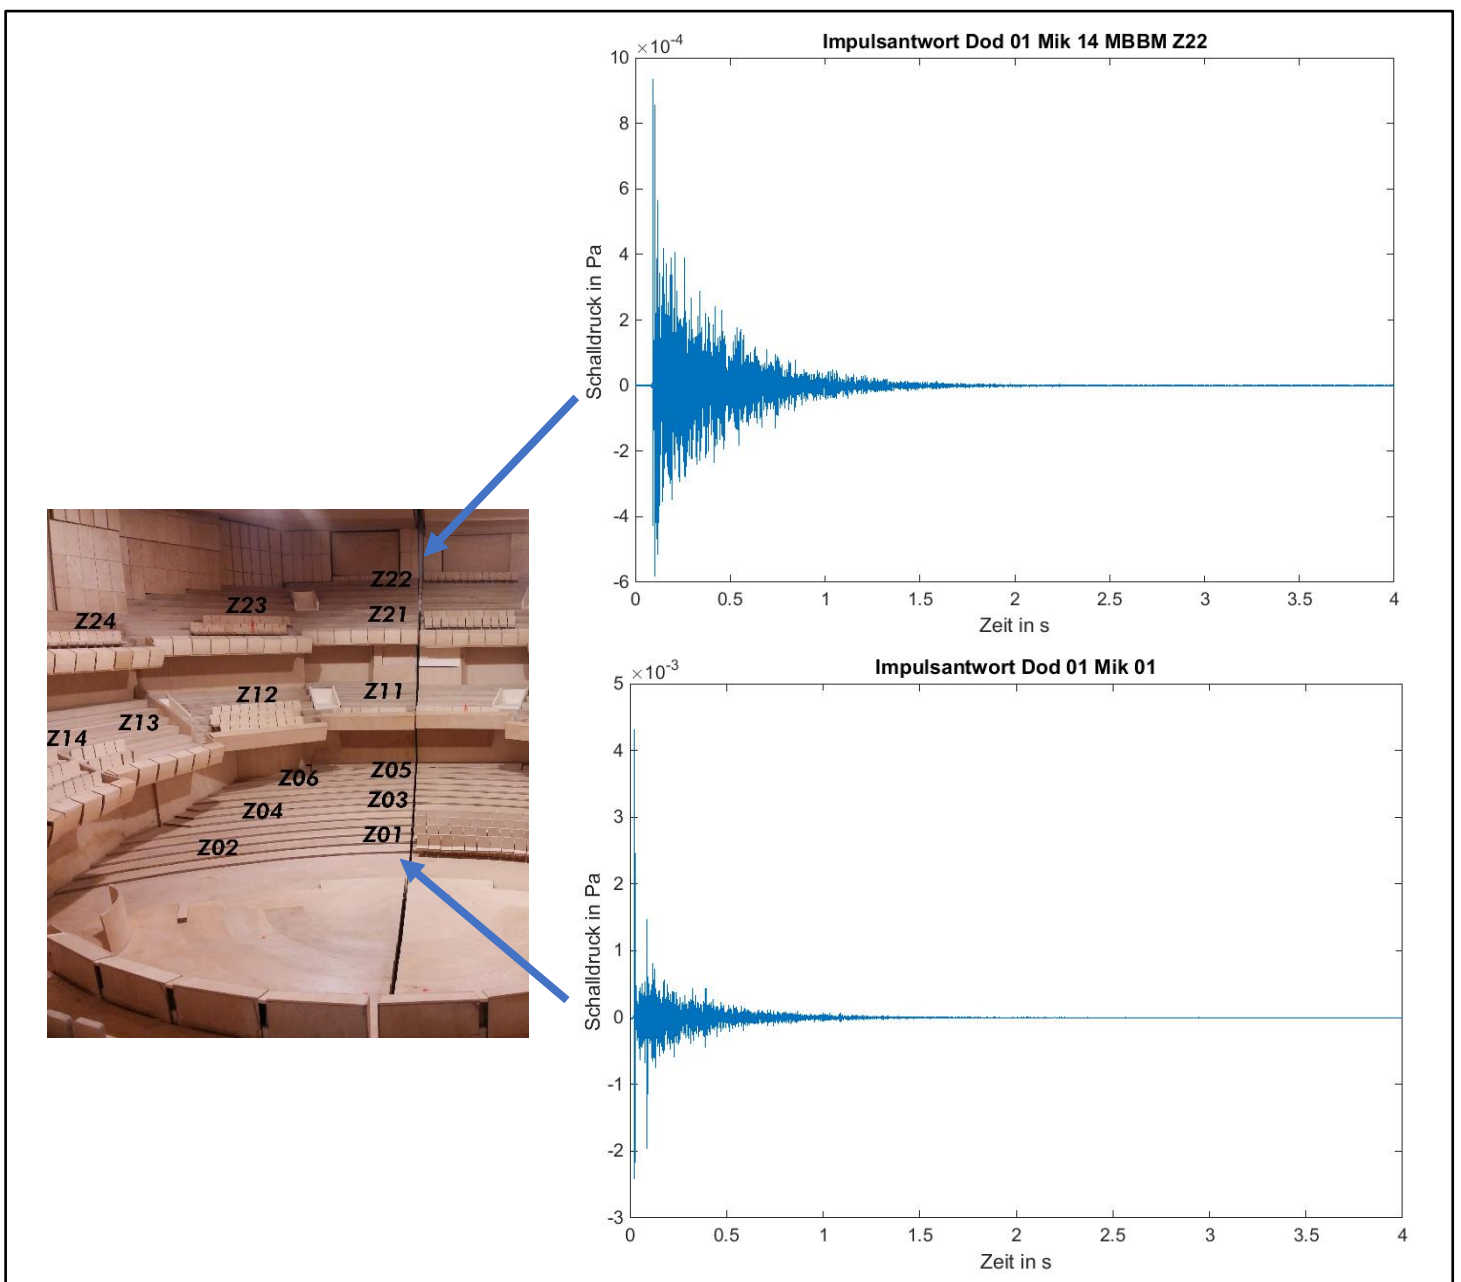 Impulsantwort Dod 01 Mik 14 MBBM Z22
×10⁻⁴
10
8
6
4
2
0
-2
-4
-6
Schalldruck in Pa
0 0.5 1 1.5 2 2.5 3 3.5 4
Zeit in s
Z22
Z23
Z24
Z21
Z12
Z11
Z13
Z14
Z06
Z05
Z04
Z03
Z02
Z01
Impulsantwort Dod 01 Mik 01
×10⁻³
5
4
3
2
1
0
-1
-2
-3
Schalldruck in Pa
0 0.5 1 1.5 2 2.5 3 3.5 4
Zeit in s